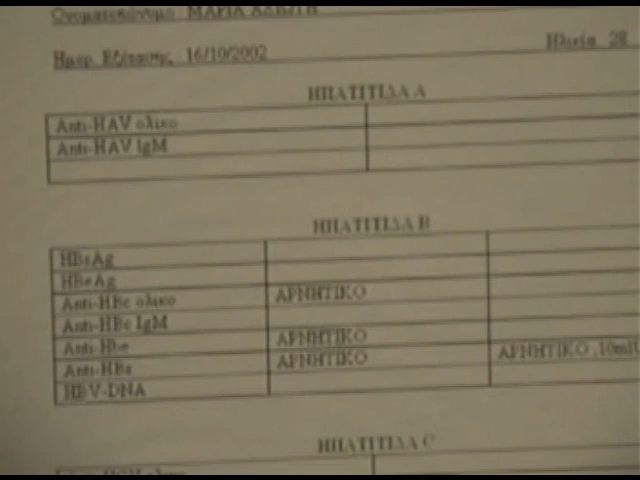 Ονοματεπώνυμο ΜΑΡΙΑ
Ημερ. Εξέτασης 16/10/2002 Ηλικία 28
ΗΠΑΤΙΤΙΔΑ Α
Anti-HAV ολικο
Anti-HAV IgM
ΗΠΑΤΙΤΙΔΑ Β
HBsAg
HBeAg
Anti-HBc ολικο ΑΡΝΗΤΙΚΟ
Anti-HBc IgM
Anti-Hbe ΑΡΝΗΤΙΚΟ
Anti-HBs ΑΡΝΗΤΙΚΟ ΑΡΝΗΤΙΚΟ ,10mIU
HBV-DNA
ΗΠΑΤΙΤΙΔΑ C